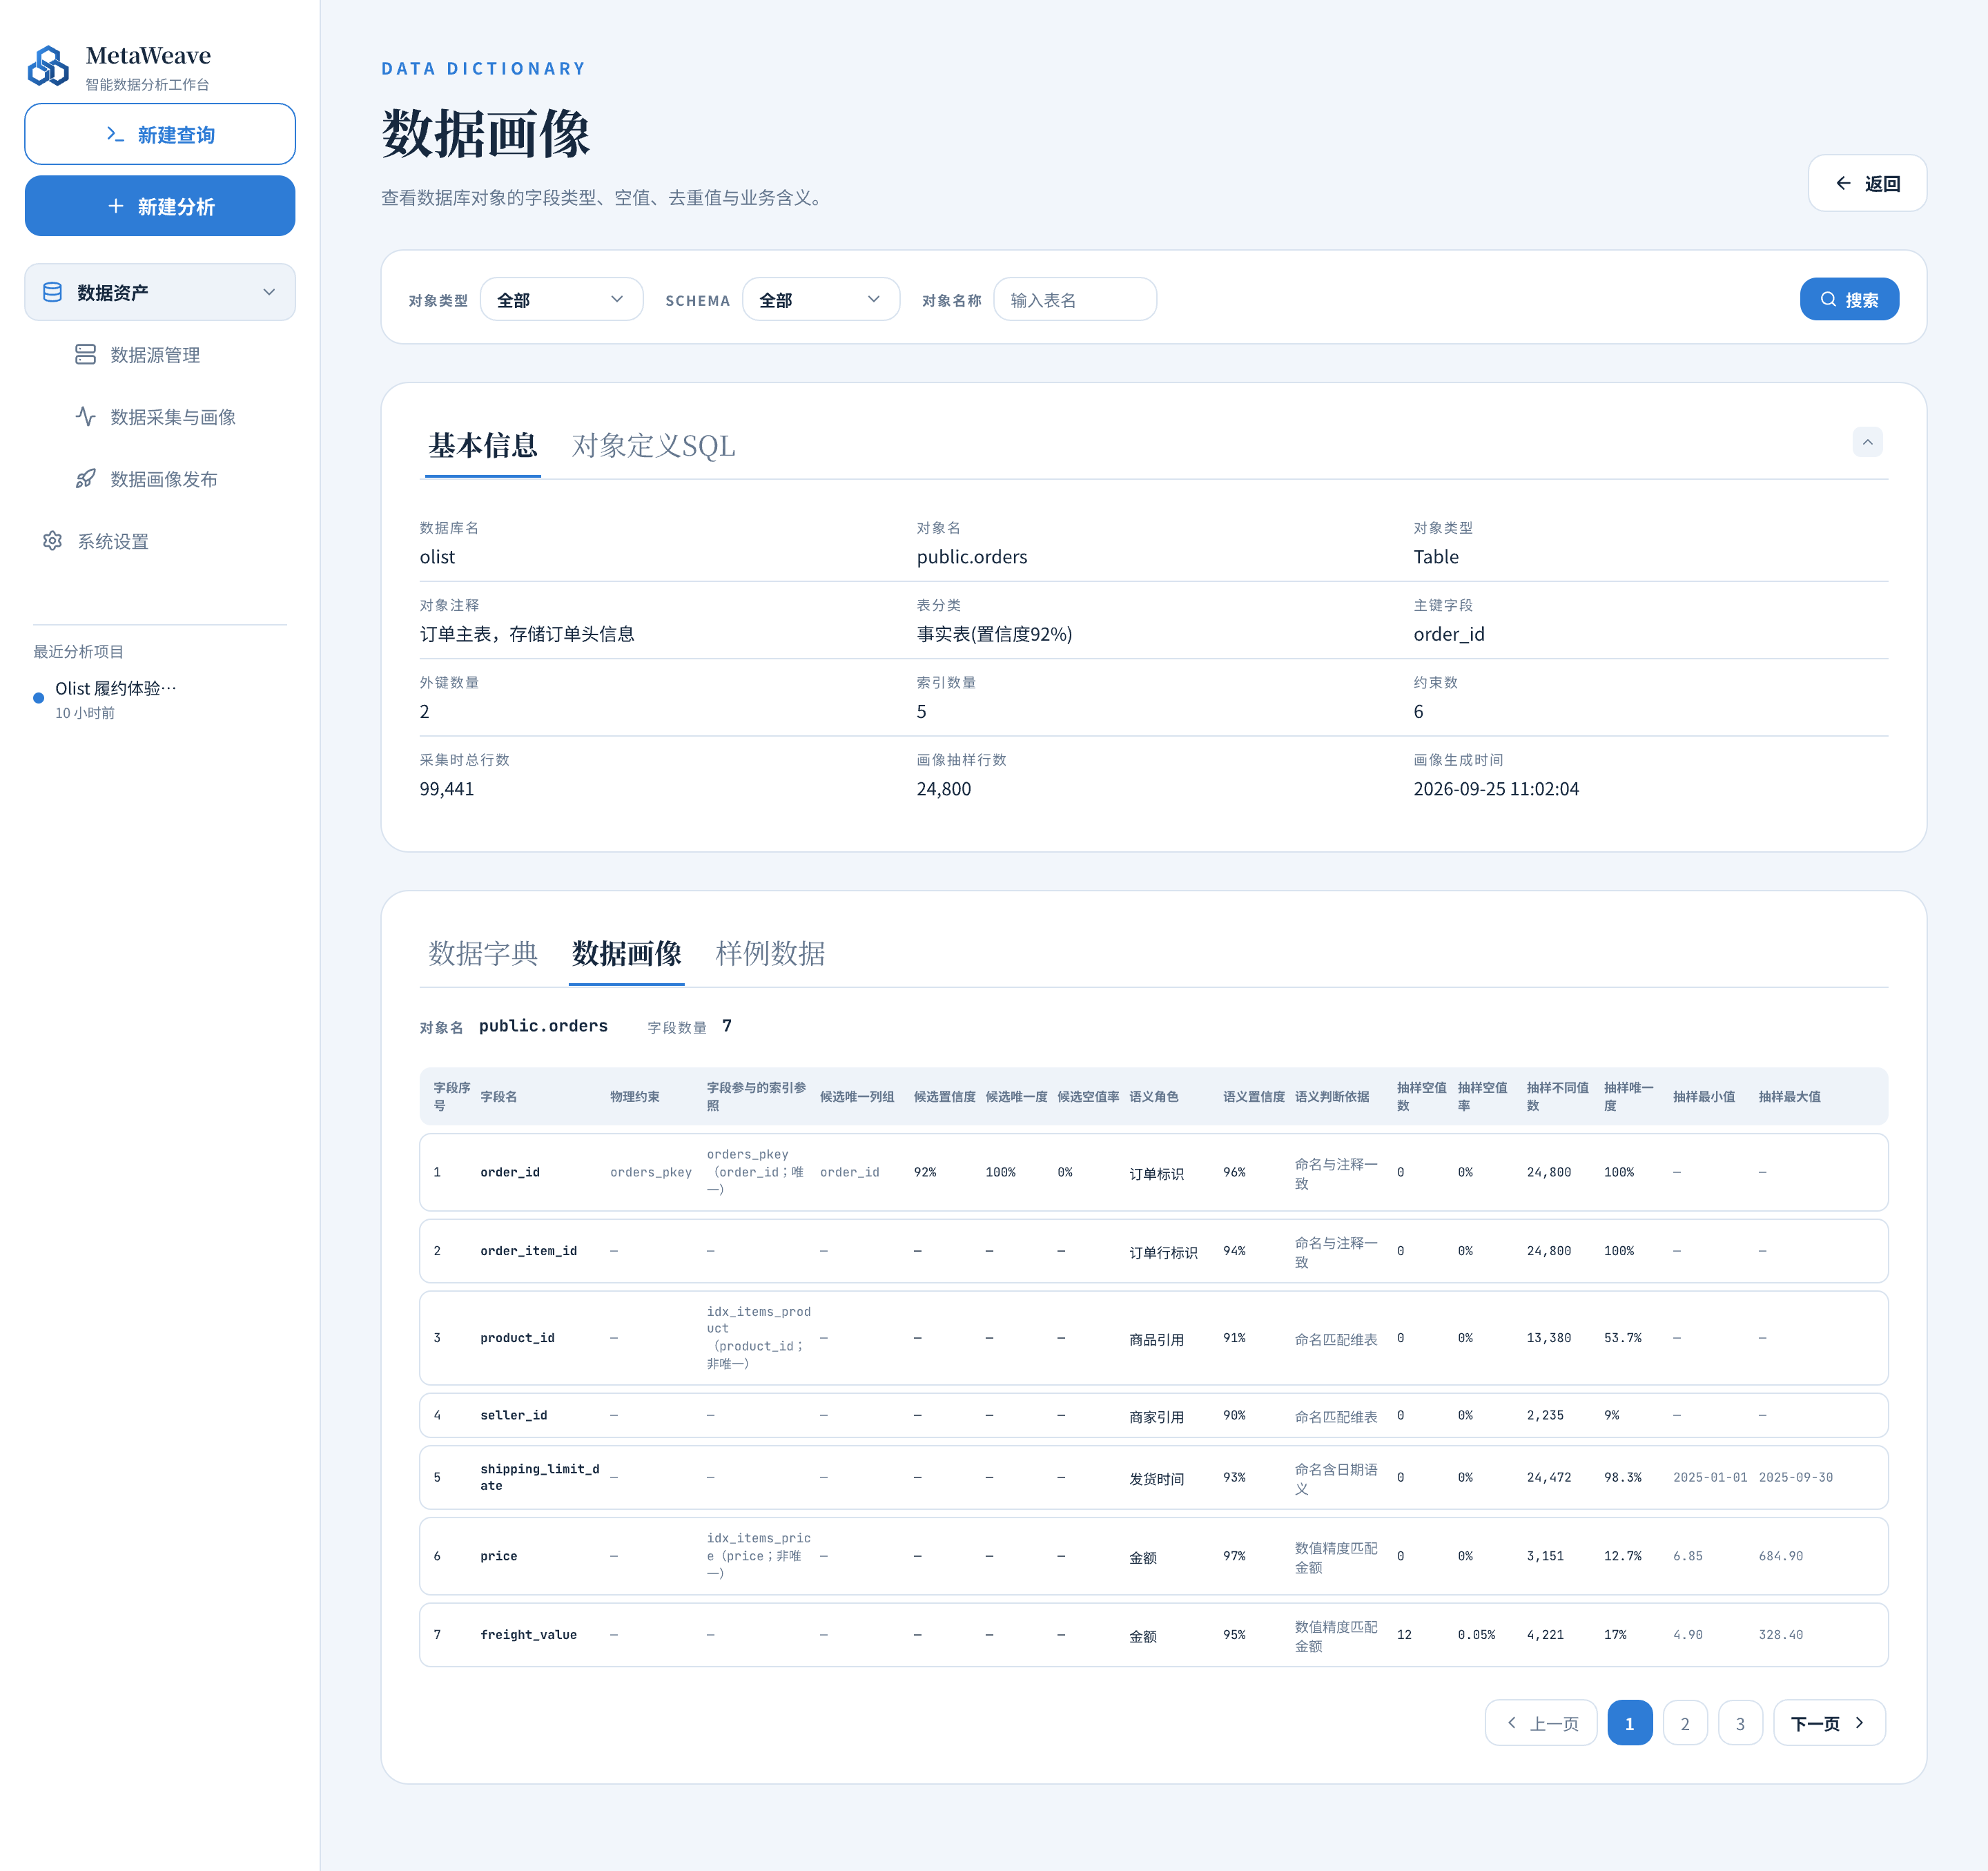 MetaWeave
智能数据分析工作台
新建查询
新建分析
数据资产
数据源管理
数据采集与画像
数据画像发布
系统设置
最近分析项目
Olist 履约体验…
10 小时前
DATA DICTIONARY
数据画像
查看数据库对象的字段类型、空值、去重值与业务含义。
返回
对象类型 全部 SCHEMA 全部 对象名称 输入表名 搜索
基本信息 对象定义SQL
数据库名 对象名 对象类型
olist public.orders Table
对象注释 表分类 主键字段
订单主表，存储订单头信息 事实表(置信度92%) order_id
外键数量 索引数量 约束数
2 5 6
采集时总行数 画像抽样行数 画像生成时间
99,441 24,800 2026-09-25 11:02:04
数据字典 数据画像 样例数据
对象名 public.orders 字段数量 7
字段序号 字段名 物理约束 字段参与的索引参照 候选唯一列组 候选置信度 候选唯一度 候选空值率 语义角色 语义置信度 语义判断依据 抽样空值数 抽样空值率 抽样不同值数 抽样唯一度 抽样最小值 抽样最大值
1 order_id orders_pkey orders_pkey（order_id；唯一） order_id 92% 100% 0% 订单标识 96% 命名与注释一致 0 0% 24,800 100% — —
2 order_item_id — — — — — — 订单行标识 94% 命名与注释一致 0 0% 24,800 100% — —
3 product_id — idx_items_product（product_id；非唯一） — — — — 商品引用 91% 命名匹配维表 0 0% 13,380 53.7% — —
4 seller_id — — — — — — 商家引用 90% 命名匹配维表 0 0% 2,235 9% — —
5 shipping_limit_date — — — — — — 发货时间 93% 命名含日期语义 0 0% 24,472 98.3% 2025-01-01 2025-09-30
6 price — idx_items_price（price；非唯一） — — — — 金额 97% 数值精度匹配金额 0 0% 3,151 12.7% 6.85 684.90
7 freight_value — — — — — — 金额 95% 数值精度匹配金额 12 0.05% 4,221 17% 4.90 328.40
上一页 1 2 3 下一页